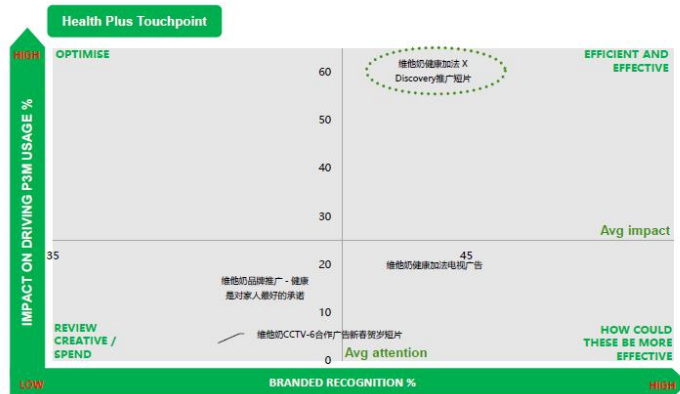 Health Plus Touchpoint
HIGH
OPTIMISE
EFFICIENT AND
EFFECTIVE
维他奶健康加法 X
Discovery推广短片
60
50
40
30
Avg impact
35
45
20
维他奶健康加法电视广告
维他奶品牌推广 - 健康
是对家人最好的承诺
10
维他奶CCTV-6合作广告新春贺岁短片
REVIEW
CREATIVE /
SPEND
HOW COULD
THESE BE MORE
EFFECTIVE
0
Avg attention
IMPACT ON DRIVING P3M USAGE %
LOW
BRANDED RECOGNITION %
HIGH